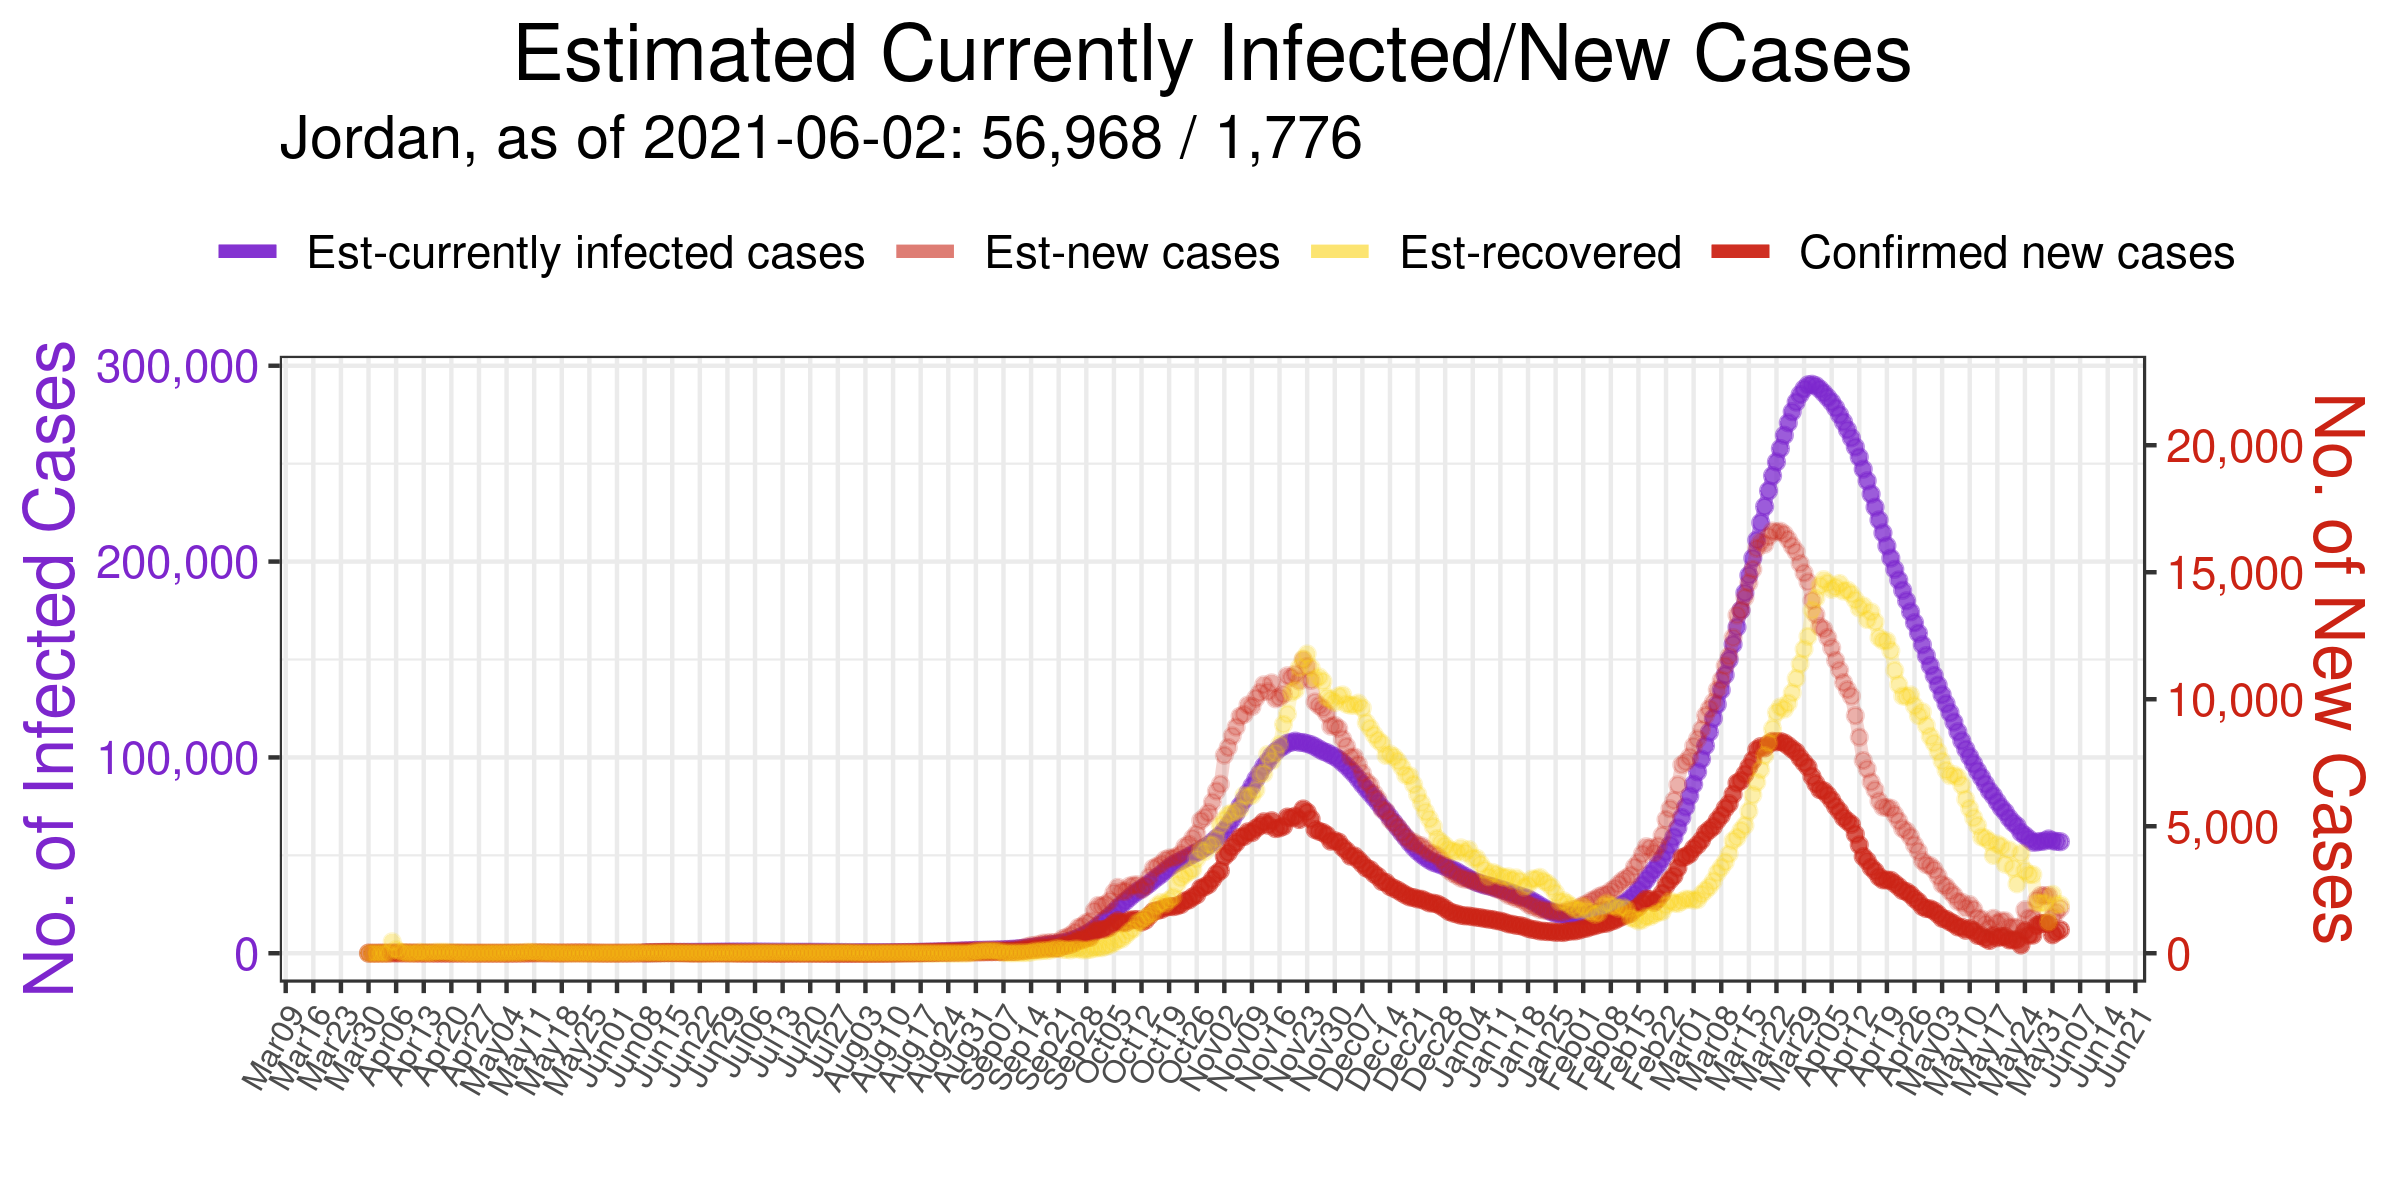 Estimated Currently Infected/New Cases
Jordan, as of 2021-06-02: 56,968 / 1,776
Est-currently infected cases
Est-new cases
Est-recovered
Confirmed new cases
No. of Infected Cases
300,000
200,000
100,000
0
20,000
15,000
10,000
5,000
0
No. of New Cases
Mar09
Mar16
Mar23
Mar30
Apr06
Apr13
Apr20
Apr27
May04
May11
May18
May25
Jun01
Jun08
Jun15
Jun22
Jun29
Jul06
Jul13
Jul20
Jul27
Aug03
Aug10
Aug17
Aug24
Aug31
Sep07
Sep14
Sep21
Sep28
Oct05
Oct12
Oct19
Oct26
Nov02
Nov09
Nov16
Nov23
Nov30
Dec07
Dec14
Dec21
Dec28
Jan04
Jan11
Jan18
Jan25
Feb01
Feb08
Feb15
Feb22
Mar01
Mar08
Mar15
Mar22
Mar29
Apr05
Apr12
Apr19
Apr26
May03
May10
May17
May24
May31
Jun07
Jun14
Jun21